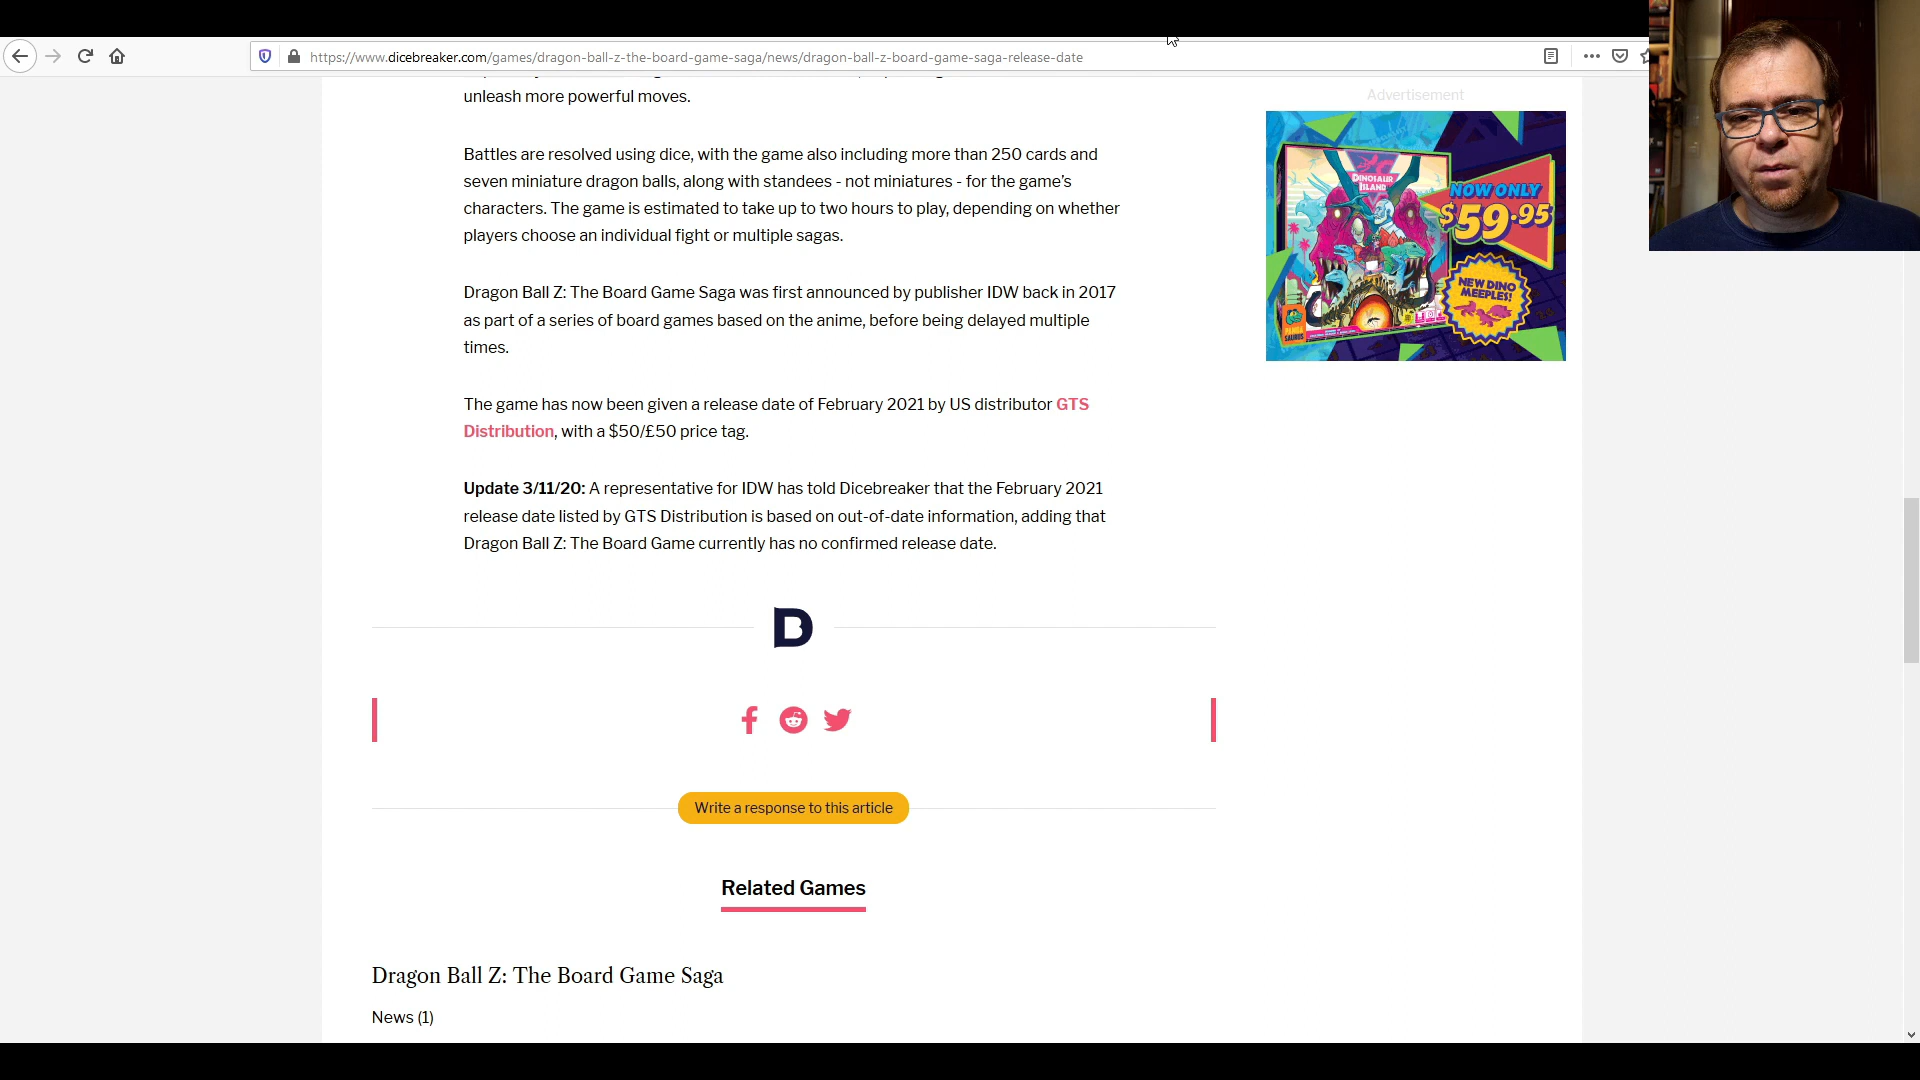 https://www.dicebreaker.com/games/dragon-ball-z-the-board-game-saga/news/dragon-ball-z-board-game-saga-release-date
unleash more powerful moves.
Battles are resolved using dice, with the game also including more than 250 cards and
seven miniature dragon balls, along with standees - not miniatures - for the game’s
characters. The game is estimated to take up to two hours to play, depending on whether
players choose an individual fight or multiple sagas.
Dragon Ball Z: The Board Game Saga was first announced by publisher IDW back in 2017
as part of a series of board games based on the anime, before being delayed multiple
times.
The game has now been given a release date of February 2021 by US distributor GTS
Distribution, with a $50/£50 price tag.
Update 3/11/20: A representative for IDW has told Dicebreaker that the February 2021
release date listed by GTS Distribution is based on out-of-date information, adding that
Dragon Ball Z: The Board Game currently has no confirmed release date.
Write a response to this article
Related Games
Dragon Ball Z: The Board Game Saga
News (1)
Advertisement
DINOSAUR
ISLAND
NOW ONLY
$59.95
NEW DINO
MEEPLES!
PANDA
SAURUS